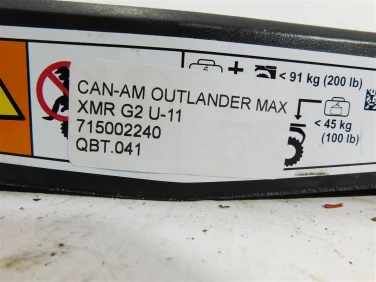 < 91 kg (200 lb)
CAN-AM OUTLANDER MAX
XMR G2 U-11
715002240
QBT.041
< 45 kg
(100 lb)